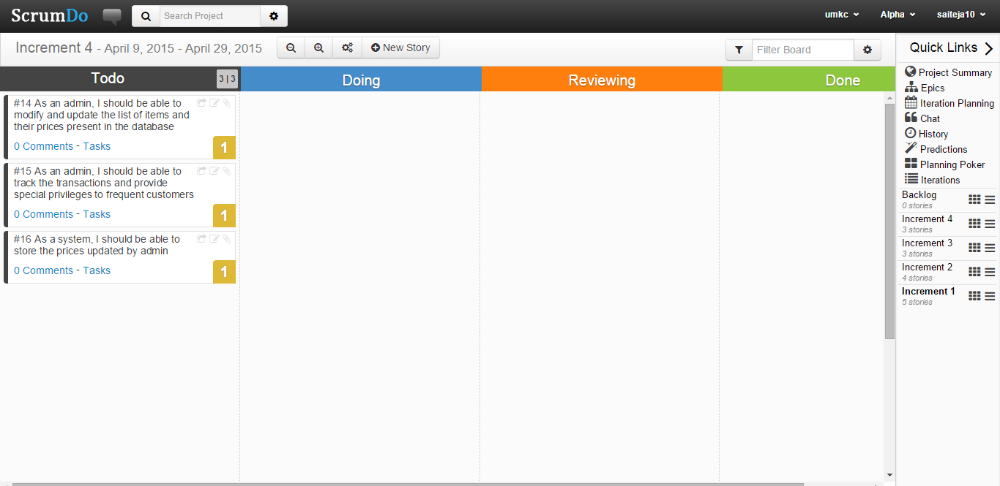 ScrumDo
Search Project
umkc
Alpha
saiteja10
Increment 4 - April 9, 2015 - April 29, 2015
New Story
Filter Board
Quick Links
Todo
3 | 3
Doing
Reviewing
Done
#14 As an admin, I should be able to
modify and update the list of items and
their prices present in the database
0 Comments - Tasks
1
#15 As an admin, I should be able to
track the transactions and provide
special privileges to frequent customers
0 Comments - Tasks
1
#16 As a system, I should be able to
store the prices updated by admin
0 Comments - Tasks
1
Project Summary
Epics
Iteration Planning
Chat
History
Predictions
Planning Poker
Iterations
Backlog
0 stories
Increment 4
3 stories
Increment 3
3 stories
Increment 2
4 stories
Increment 1
5 stories